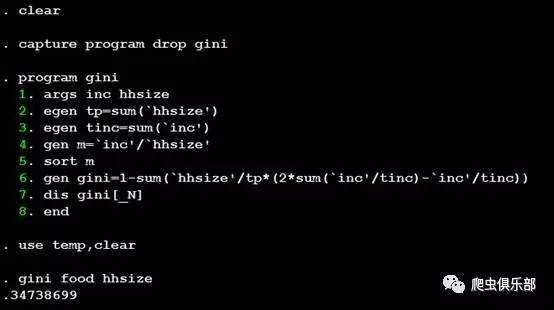 . clear
. capture program drop gini
. program gini
1. args inc hhsize
2. egen tp=sum(`hhsize')
3. egen tinc=sum(`inc')
4. gen m=`inc'/`hhsize'
5. sort m
6. gen gini=1-sum(`hhsize'/tp*(2*sum(`inc'/tinc)-`inc'/tinc))
7. dis gini[_N]
8. end
. use temp,clear
. gini food hhsize
.34738699
爬虫俱乐部